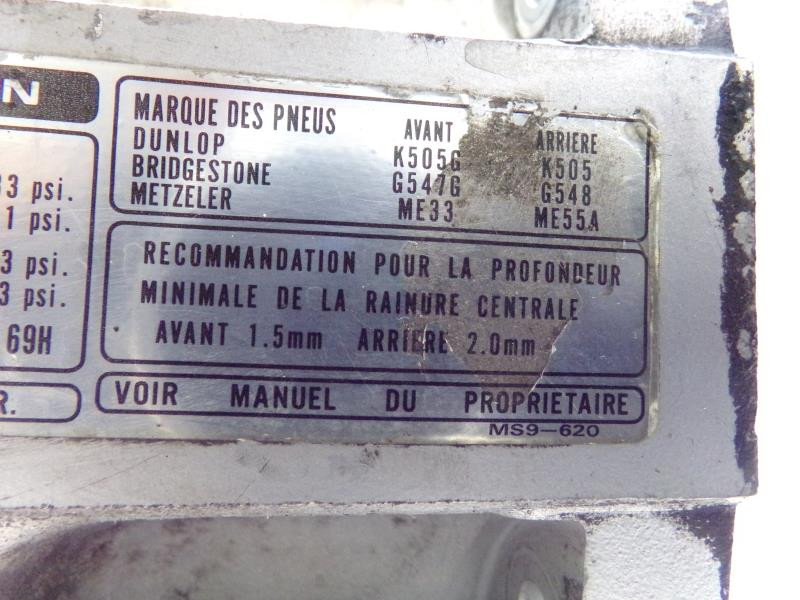 N
3 psi.
1 psi.
3 psi.
3 psi.
69H
R.
MARQUE DES PNEUS AVANT ARRIERE
DUNLOP K505G K505
BRIDGESTONE G547G G548
METZELER ME33 ME55A
RECOMMANDATION POUR LA PROFONDEUR
MINIMALE DE LA RAINURE CENTRALE
AVANT 1.5mm ARRIERE 2.0mm
VOIR MANUEL DU PROPRIETAIRE
MS9-620